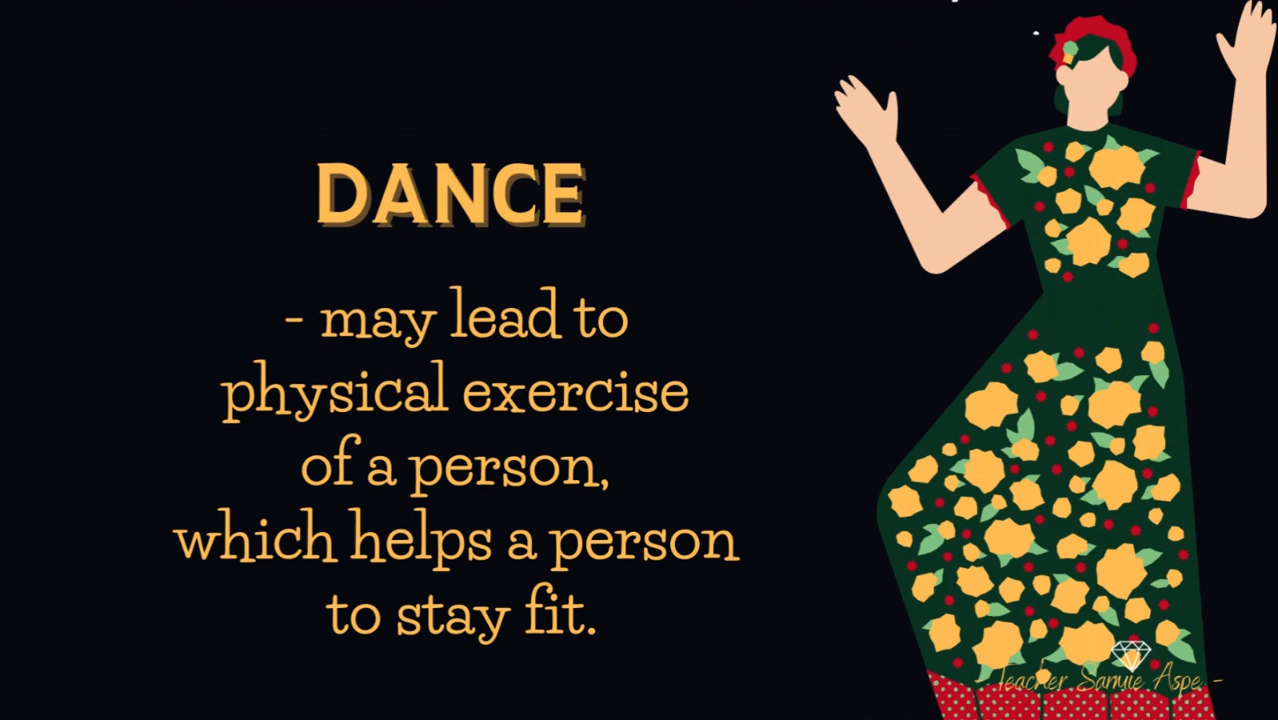 DANCE
- may lead to
physical exercise
of a person,
which helps a person
to stay fit.
- Teacher Samie Aspe -